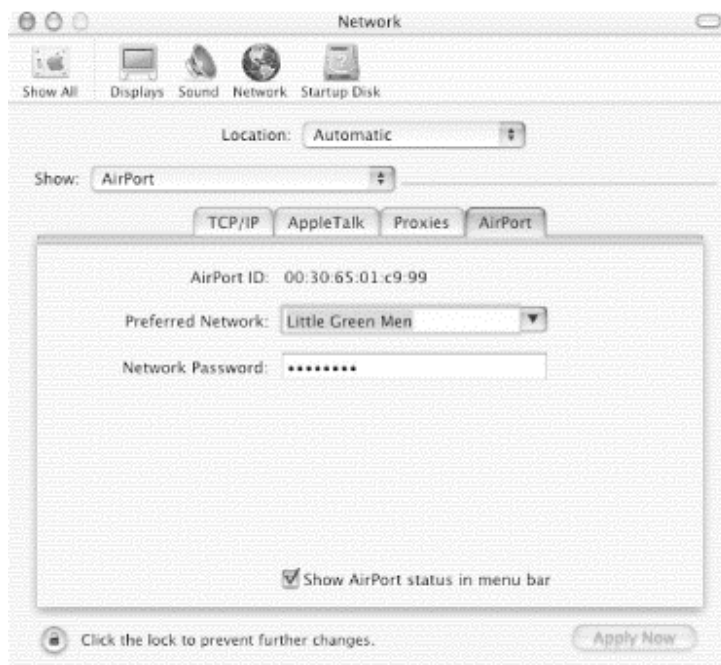 Network
Show All Displays Sound Network Startup Disk
Location: Automatic
Show: AirPort
TCP/IP AppleTalk Proxies AirPort
AirPort ID: 00:30:65:01:c9:99
Preferred Network: Little Green Men
Network Password: ••••••••
Show AirPort status in menu bar
Click the lock to prevent further changes. Apply Now